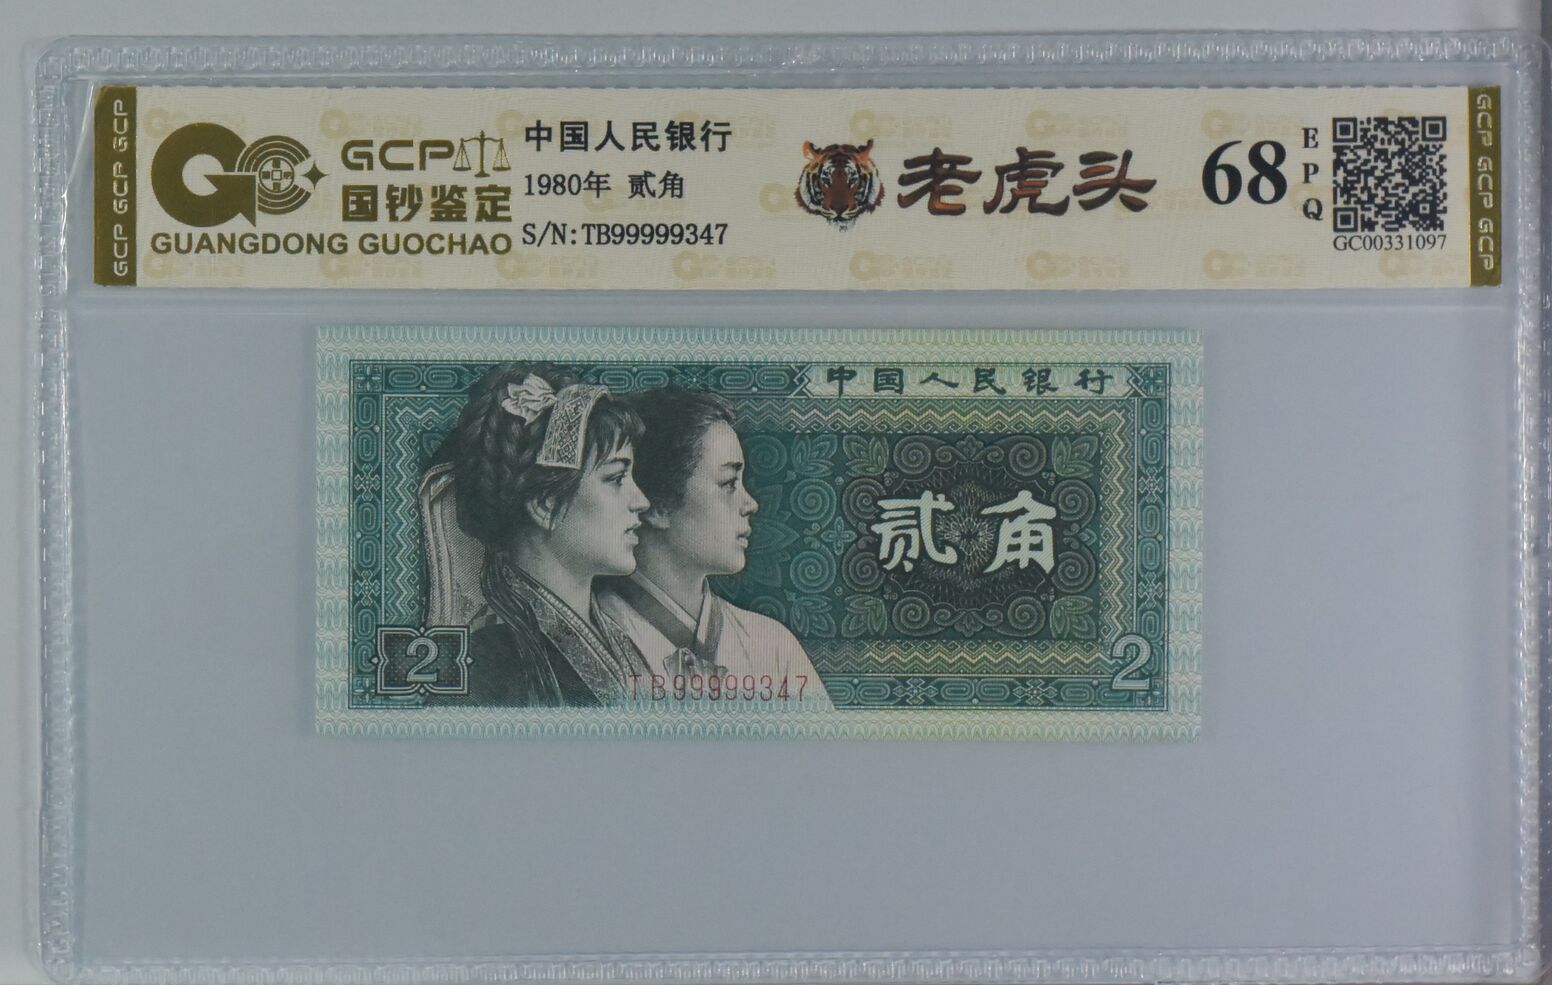 GCP GCP GCP
GCP
国钞鉴定
GUANGDONG GUOCHAO
中国人民银行
1980年 贰角
S/N:TB99999347
老虎头
68
EPQ
GC00331097
GCP GCP GCP
中国人民银行
贰角
2
2
TB99999347